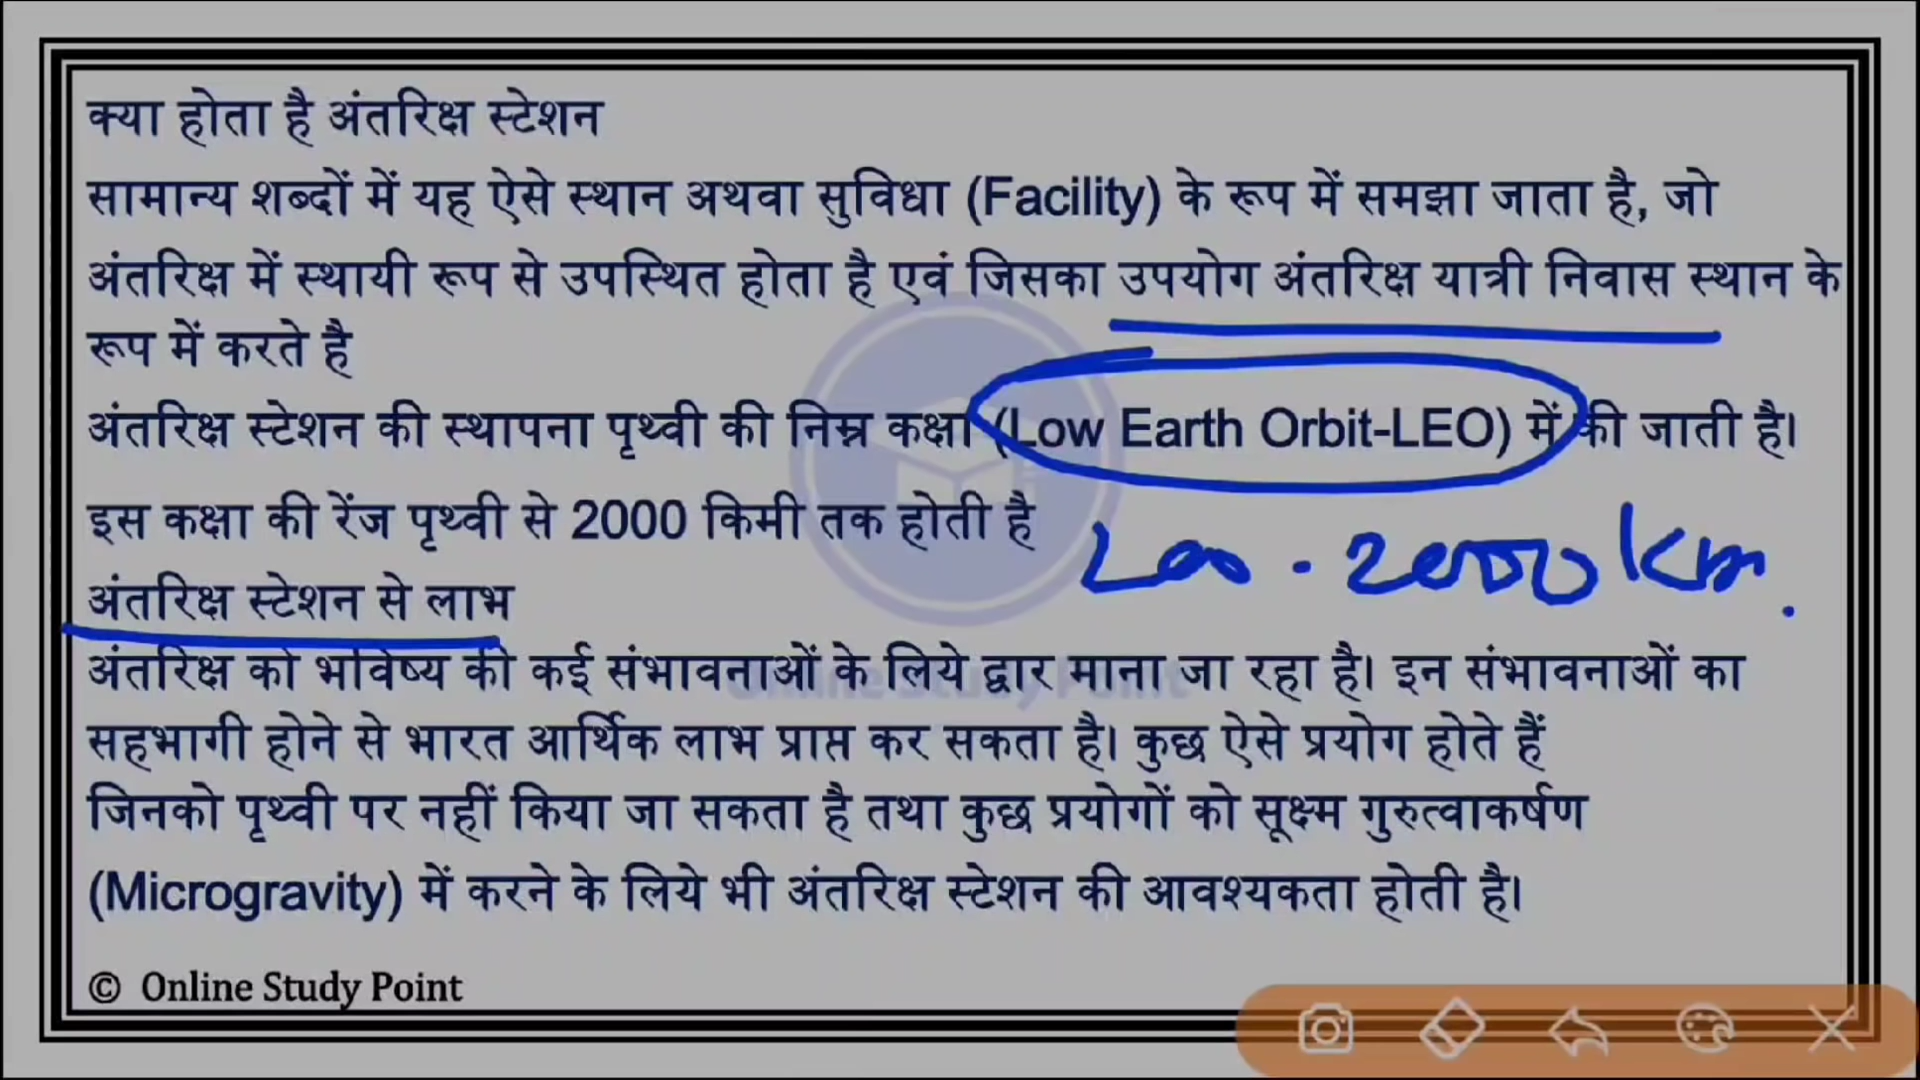 क्या होता है अंतरिक्ष स्टेशन
सामान्य शब्दों में यह ऐसे स्थान अथवा सुविधा (Facility) के रूप में समझा जाता है, जो
अंतरिक्ष में स्थायी रूप से उपस्थित होता है एवं जिसका उपयोग अंतरिक्ष यात्री निवास स्थान के
रूप में करते है
अंतरिक्ष स्टेशन की स्थापना पृथ्वी की निम्न कक्षा (Low Earth Orbit-LEO) में की जाती है।
इस कक्षा की रेंज पृथ्वी से 2000 किमी तक होती है
200 - 2000 km.
अंतरिक्ष स्टेशन से लाभ
अंतरिक्ष को भविष्य की कई संभावनाओं के लिये द्वार माना जा रहा है। इन संभावनाओं का
Online Study Point
सहभागी होने से भारत आर्थिक लाभ प्राप्त कर सकता है। कुछ ऐसे प्रयोग होते हैं
जिनको पृथ्वी पर नहीं किया जा सकता है तथा कुछ प्रयोगों को सूक्ष्म गुरुत्वाकर्षण
(Microgravity) में करने के लिये भी अंतरिक्ष स्टेशन की आवश्यकता होती है।
© Online Study Point